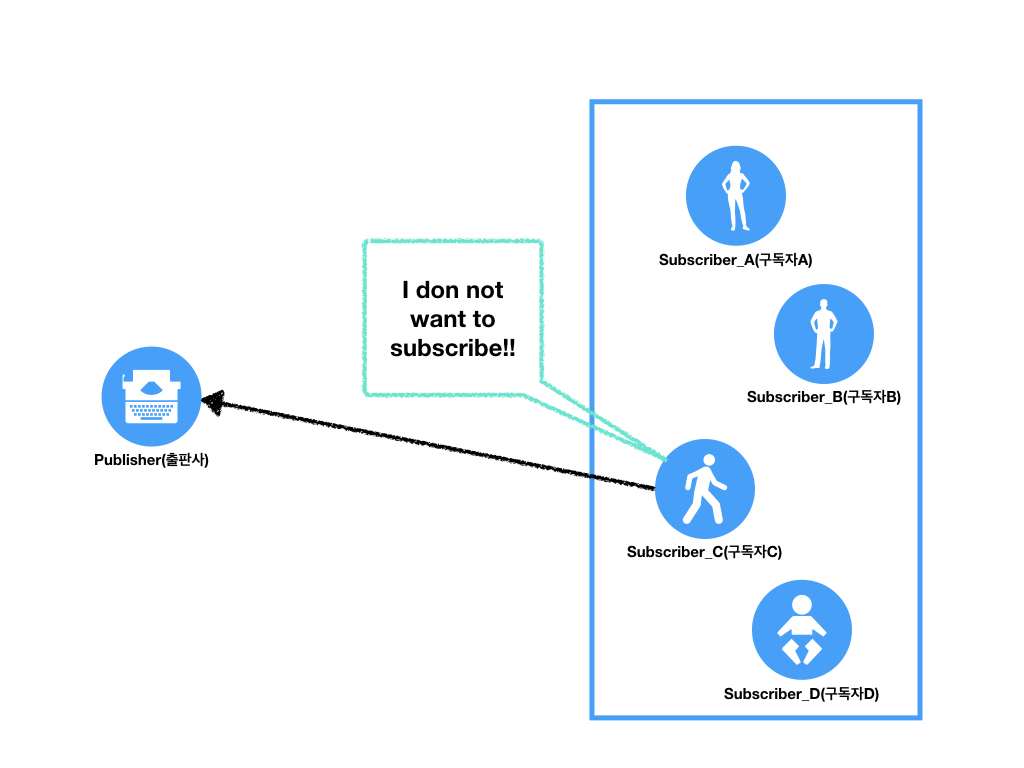 Subscriber_A(구독자A)
I don not
want to
subscribe!!
Subscriber_B(구독자B)
Publisher(출판사)
Subscriber_C(구독자C)
Subscriber_D(구독자D)